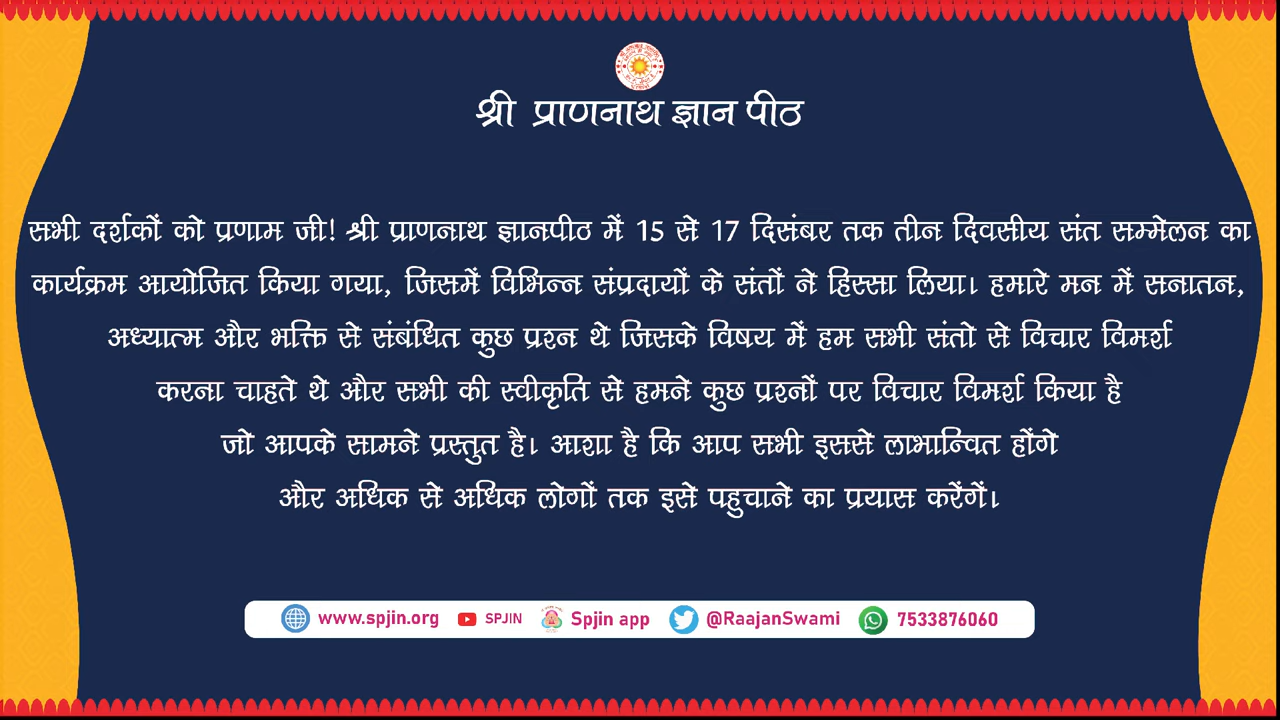 श्री प्राणनाथ ज्ञान पीठ
सभी दर्शकों को प्रणाम जी! श्री प्राणनाथ ज्ञानपीठ में 15 से 17 दिसंबर तक तीन दिवसीय संत सम्मेलन का
कार्यक्रम आयोजित किया गया, जिसमें विभिन्न संप्रदायों के संतों ने हिस्सा लिया। हमारे मन में सनातन,
अध्यात्म और भक्ति से संबंधित कुछ प्रश्न थे जिसके विषय में हम सभी संतो से विचार विमर्श
करना चाहते थे और सभी की स्वीकृति से हमने कुछ प्रश्नों पर विचार विमर्श किया है
जो आपके सामने प्रस्तुत है। आशा है कि आप सभी इससे लाभान्वित होंगे
और अधिक से अधिक लोगों तक इसे पहुचाने का प्रयास करेंगें।
www.spjin.org SPJIN Spjin app @RaajanSwami 7533876060